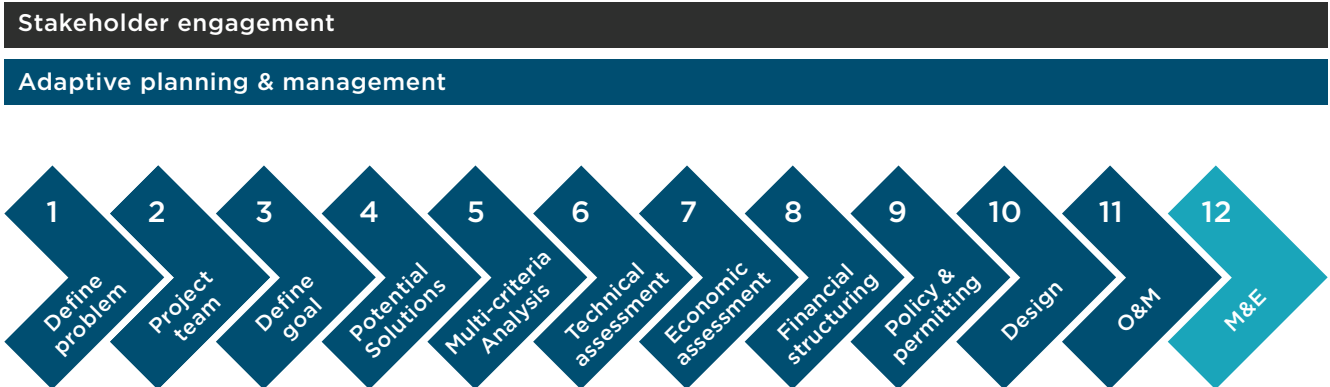 Stakeholder engagement
Adaptive planning & management
1
Define
problem
2
Project
team
3
Define
goal
4
Potential
Solutions
5
Multi-criteria
Analysis
6
Technical
assessment
7
Economic
assessment
8
Financial
structuring
9
Policy &
permitting
10
Design
11
O&M
12
M&E